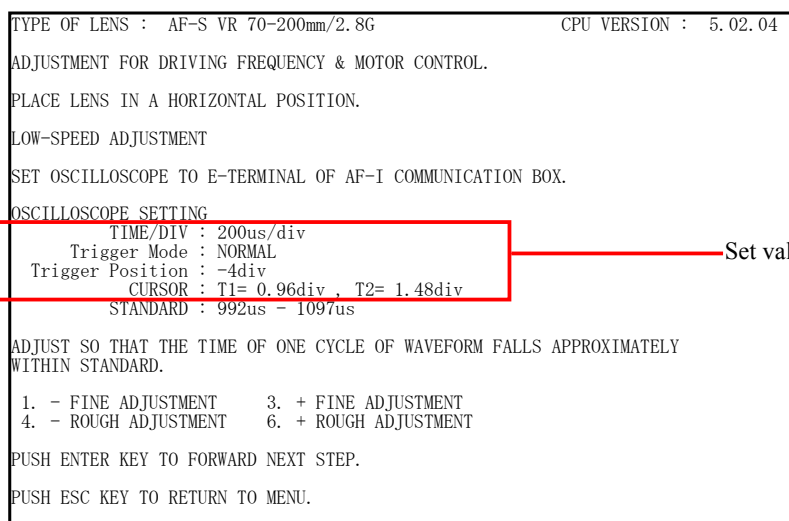 TYPE OF LENS : AF-S VR 70-200mm/2.8G CPU VERSION : 5.02.04
ADJUSTMENT FOR DRIVING FREQUENCY & MOTOR CONTROL.
PLACE LENS IN A HORIZONTAL POSITION.
LOW-SPEED ADJUSTMENT
SET OSCILLOSCOPE TO E-TERMINAL OF AF-I COMMUNICATION BOX.
OSCILLOSCOPE SETTING
TIME/DIV : 200us/div
Trigger Mode : NORMAL
Trigger Position : -4div
CURSOR : T1= 0.96div , T2= 1.48div
STANDARD : 992us - 1097us
Set val
ADJUST SO THAT THE TIME OF ONE CYCLE OF WAVEFORM FALLS APPROXIMATELY
WITHIN STANDARD.
1. - FINE ADJUSTMENT 3. + FINE ADJUSTMENT
4. - ROUGH ADJUSTMENT 6. + ROUGH ADJUSTMENT
PUSH ENTER KEY TO FORWARD NEXT STEP.
PUSH ESC KEY TO RETURN TO MENU.